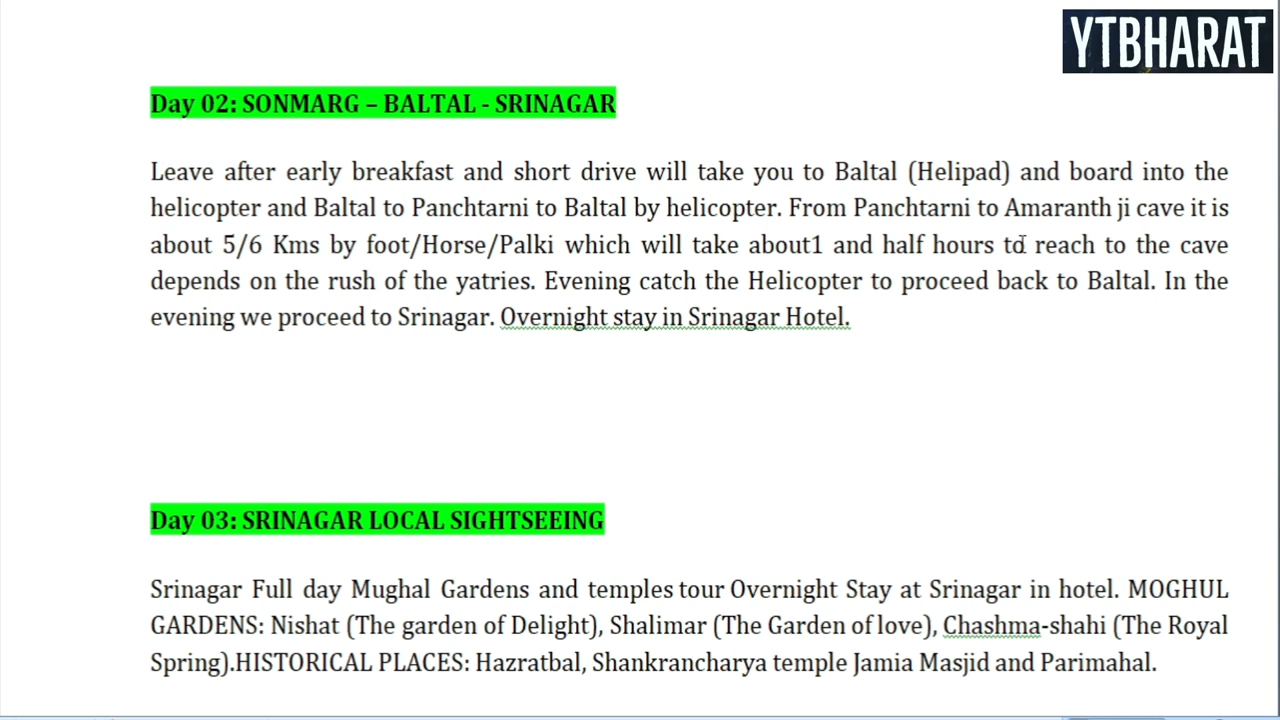 YTBHARAT
Day 02: SONMARG – BALTAL - SRINAGAR
Leave after early breakfast and short drive will take you to Baltal (Helipad) and board into the
helicopter and Baltal to Panchtarni to Baltal by helicopter. From Panchtarni to Amaranth ji cave it is
about 5/6 Kms by foot/Horse/Palki which will take about1 and half hours to reach to the cave
depends on the rush of the yatries. Evening catch the Helicopter to proceed back to Baltal. In the
evening we proceed to Srinagar. Overnight stay in Srinagar Hotel.
Day 03: SRINAGAR LOCAL SIGHTSEEING
Srinagar Full day Mughal Gardens and temples tour Overnight Stay at Srinagar in hotel. MOGHUL
GARDENS: Nishat (The garden of Delight), Shalimar (The Garden of love), Chashma-shahi (The Royal
Spring).HISTORICAL PLACES: Hazratbal, Shankrancharya temple Jamia Masjid and Parimahal.